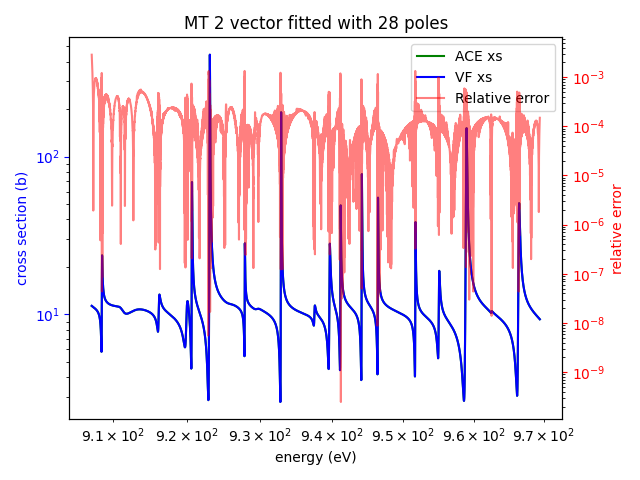 MT 2 vector fitted with 28 poles
ACE xs
VF xs
Relative error
cross section (b)
10²
10¹
relative error
10⁻³
10⁻⁴
10⁻⁵
10⁻⁶
10⁻⁷
10⁻⁸
10⁻⁹
9.1 × 10² 9.2 × 10² 9.3 × 10² 9.4 × 10² 9.5 × 10² 9.6 × 10² 9.7 × 10²
energy (eV)